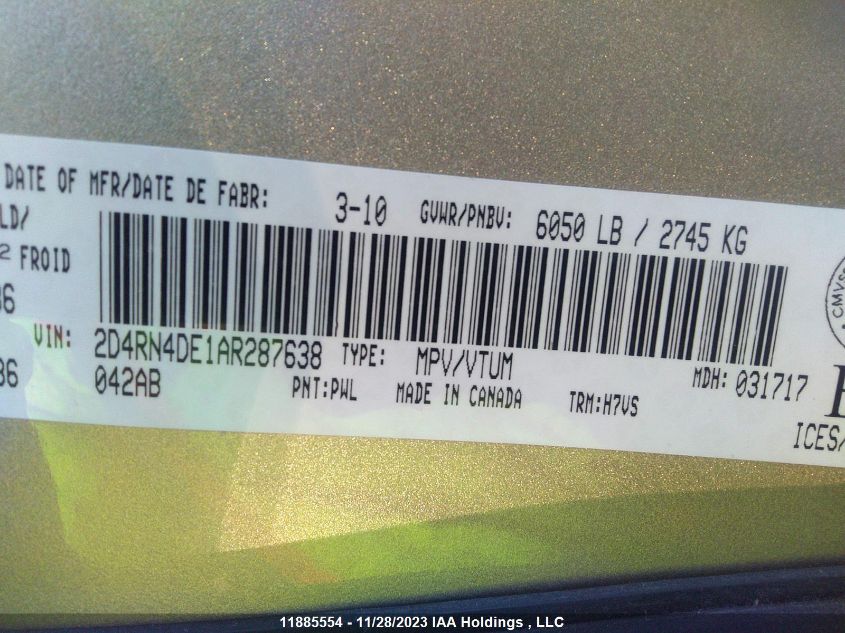 DATE OF MFR/DATE DE FABR: 3-10 GVWR/PNBV: 6050 LB / 2745 KG
LD/
² FROID
36
VIN: 2D4RN4DE1AR287638 TYPE: MPV/VTUM MDH: 031717
36 042AB PNT:PWL MADE IN CANADA TRM:H7VS
ICES/
11885554 - 11/28/2023 IAA Holdings , LLC